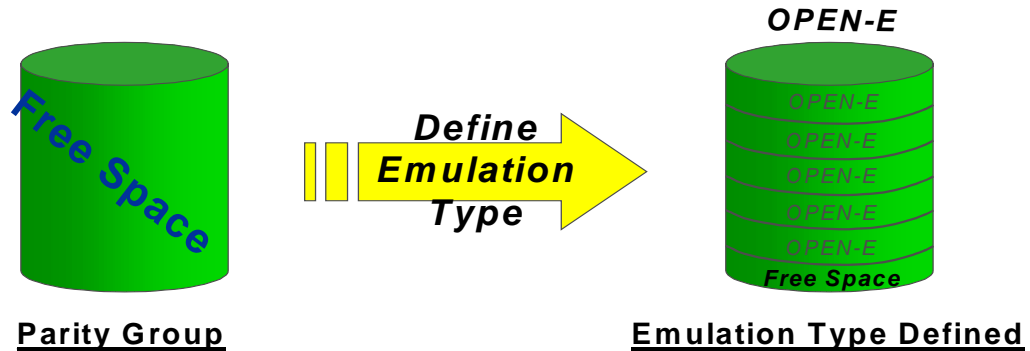 Free Space
Parity Group
Define
Emulation
Type
OPEN-E
OPEN-E
OPEN-E
OPEN-E
OPEN-E
OPEN-E
Free Space
Emulation Type Defined